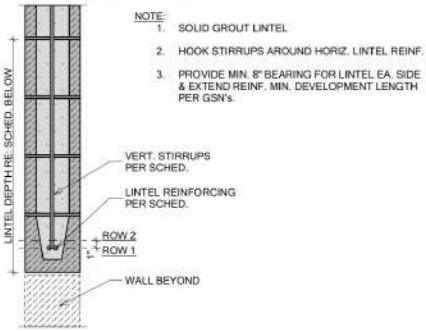 NOTE:
1. SOLID GROUT LINTEL
2. HOOK STIRRUPS AROUND HORIZ. LINTEL REINF.
3. PROVIDE MIN. 8" BEARING FOR LINTEL EA. SIDE
& EXTEND REINF. MIN. DEVELOPMENT LENGTH
PER GSN's.
LINTEL DEPTH RE: SCHED. BELOW
VERT. STIRRUPS
PER SCHED.
LINTEL REINFORCING
PER SCHED.
ROW 2
ROW 1
1"
WALL BEYOND